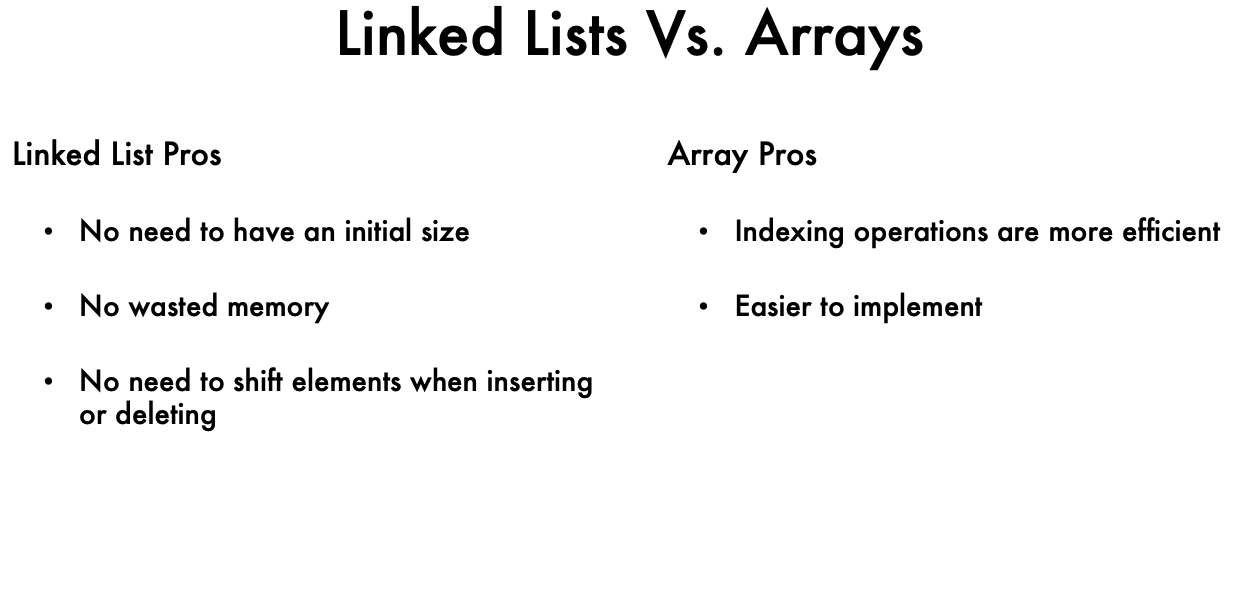 Linked Lists Vs. Arrays
Linked List Pros
• No need to have an initial size
• No wasted memory
• No need to shift elements when inserting
or deleting
Array Pros
• Indexing operations are more efficient
• Easier to implement